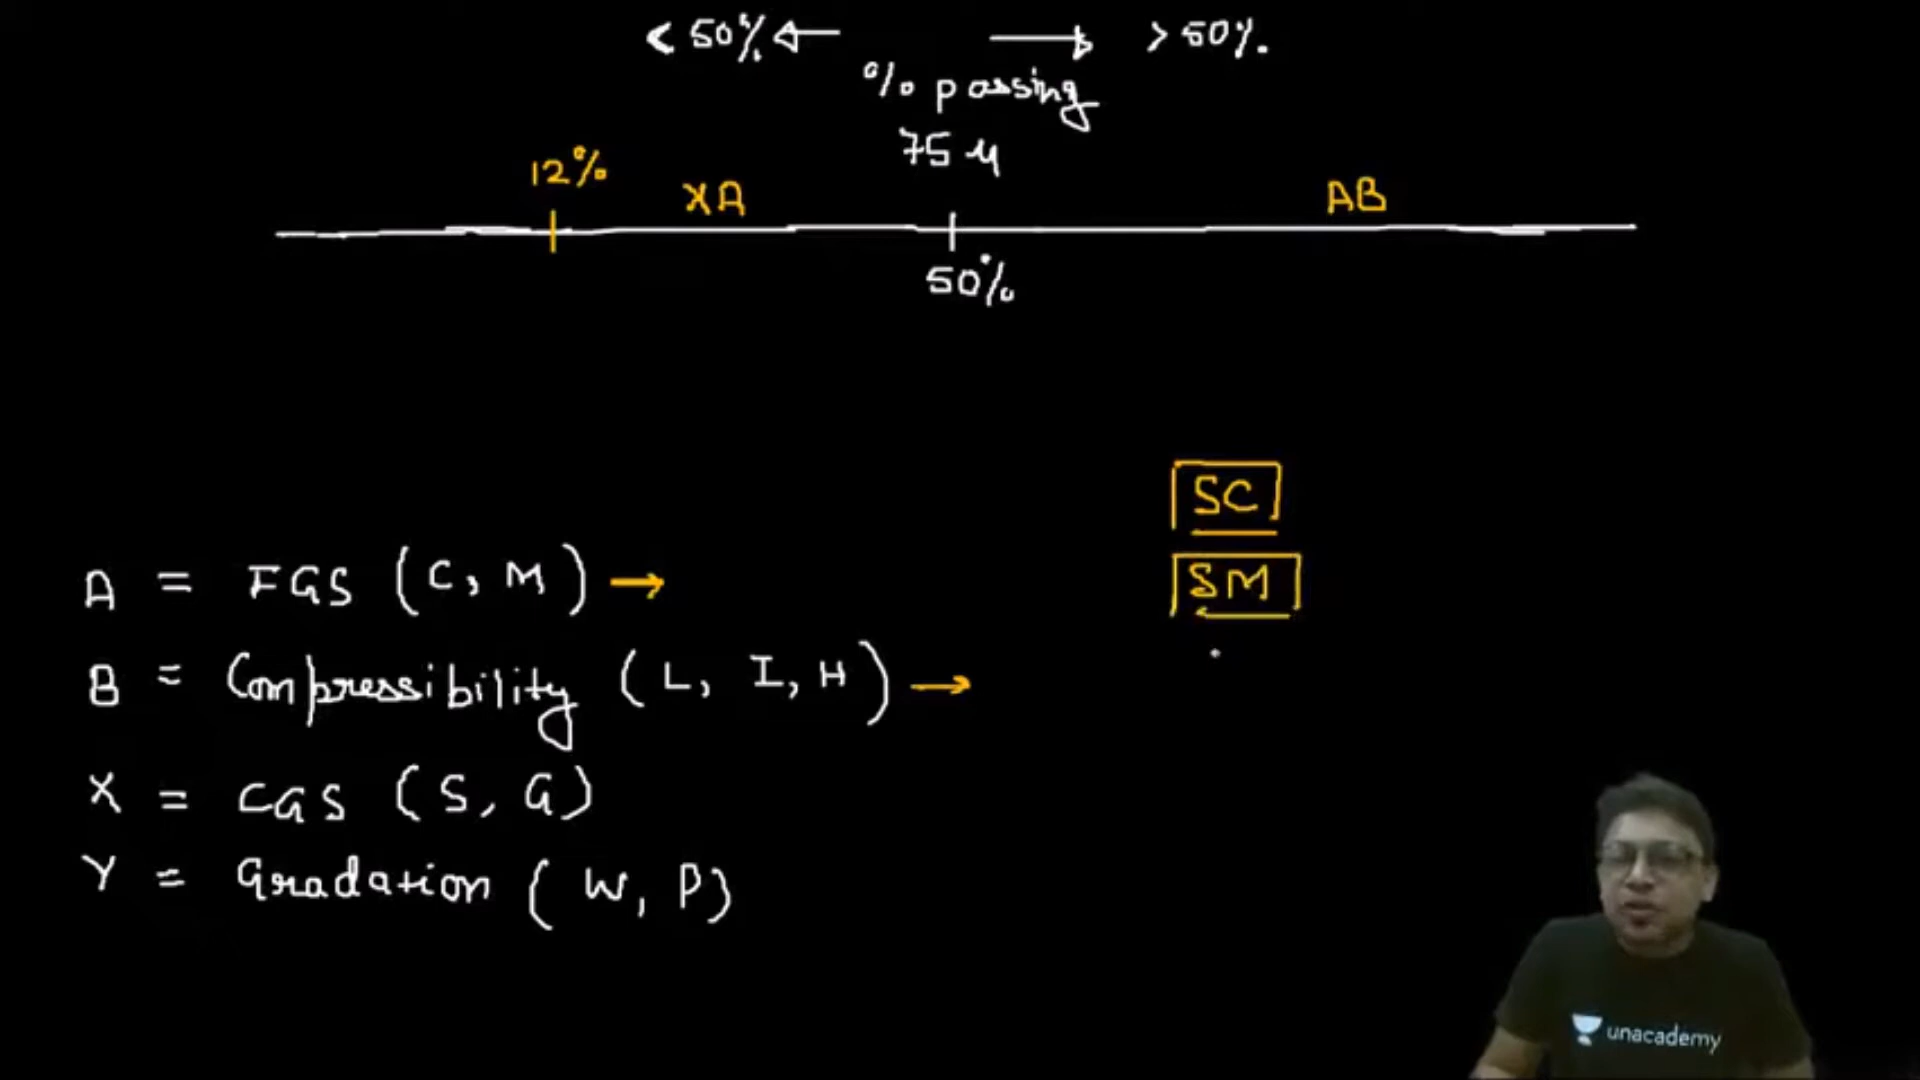 < 50% ← → > 50%.
% passing
75 μ
12% XA AB
50%
SC
A = FGS (C, M) → SM
B = Compressibility (L, I, H) →
X = CGS (S, G)
Y = Gradation (W, P)
unacademy